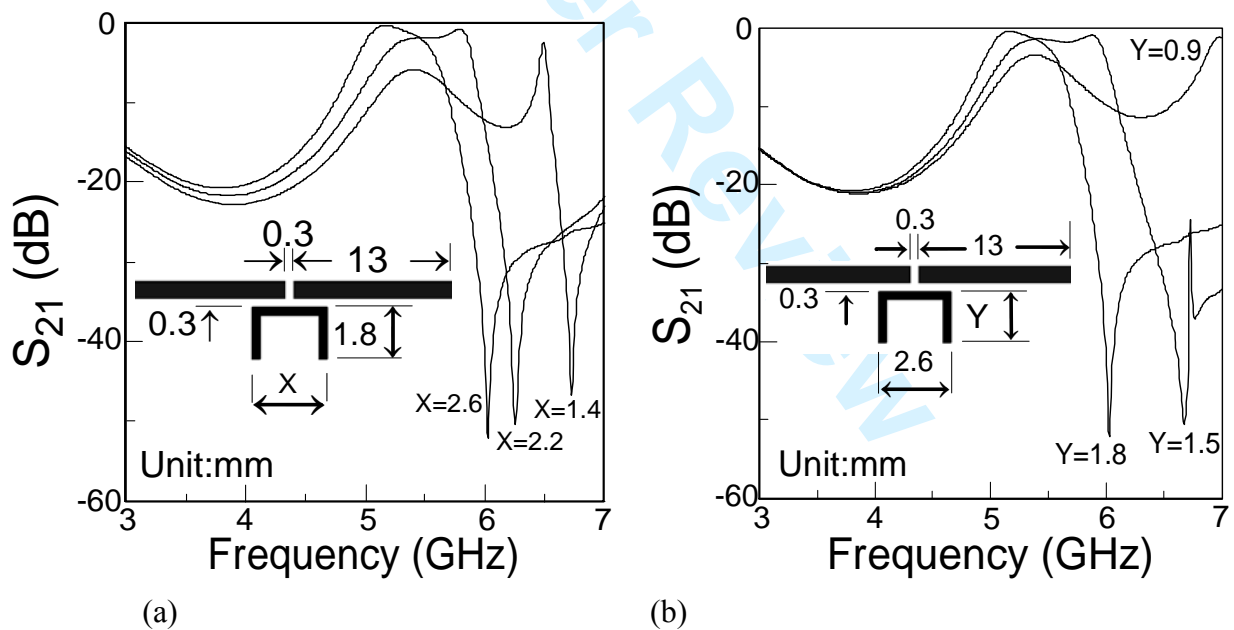 er Review
0
-20
-40
-60
S21 (dB)
0.3
13
0.3
1.8
X
X=2.6
X=1.4
X=2.2
Unit:mm
3 4 5 6 7
Frequency (GHz)
(a)
0
-20
-40
-60
S21 (dB)
Y=0.9
0.3
13
0.3
Y
2.6
Y=1.8
Y=1.5
Unit:mm
3 4 5 6 7
Frequency (GHz)
(b)